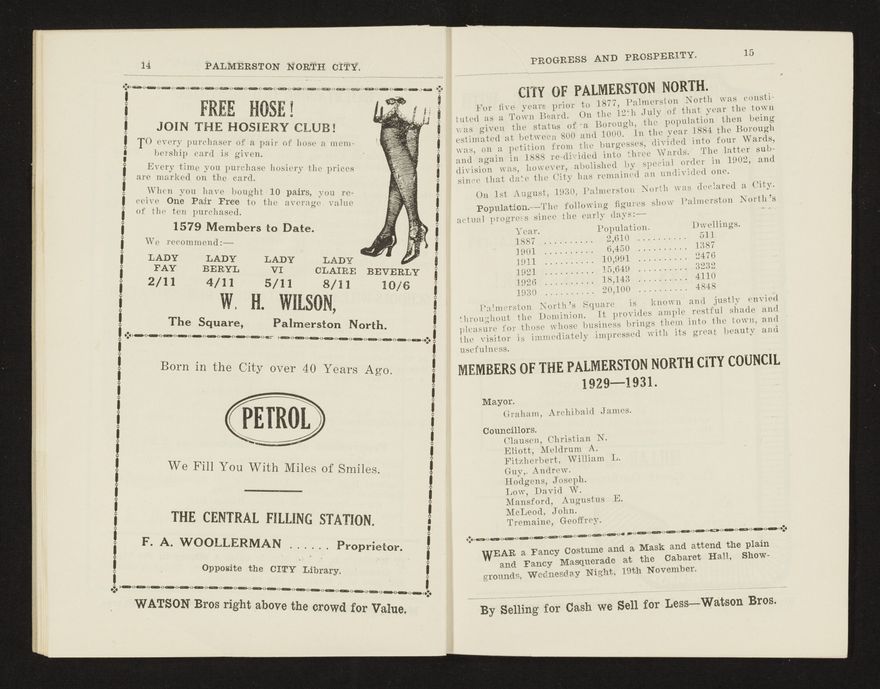 14 PALMERSTON NORTH CITY.
FREE HOSE!
JOIN THE HOSIERY CLUB!
TO every purchaser of a pair of hose a mem-
bership card is given.
Every time you purchase hosiery the prices
are marked on the card.
When you have bought 10 pairs, you re-
ceive One Pair Free to the average value
of the ten purchased.
1579 Members to Date.
We recommend:—
LADY LADY LADY LADY
FAY BERYL VI CLAIRE BEVERLY
2/11 4/11 5/11 8/11 10/6
W. H. WILSON,
The Square, Palmerston North.
Born in the City over 40 Years Ago.
PETROL
We Fill You With Miles of Smiles.
THE CENTRAL FILLING STATION.
F. A. WOOLLERMAN ...... Proprietor.
Opposite the CITY Library.
WATSON Bros right above the crowd for Value.
PROGRESS AND PROSPERITY. 15
CITY OF PALMERSTON NORTH.
For five years prior to 1877, Palmerston North was consti-
tuted as a Town Board. On the 12th July of that year the town
was given the status of a Borough, the population then being
estimated at between 800 and 1000. In the year 1884 the Borough
was, on a petition from the burgesses, divided into four Wards,
and again in 1888 re-divided into three Wards. The latter sub-
division was, however, abolished by special order in 1902, and
since that date the City has remained an undivided one.
On 1st August, 1930, Palmerston North was declared a City.
Population.—The following figures show Palmerston North's
actual progress since the early days:—
Year. Population. Dwellings.
1887 .......... 2,610 .......... 511
1901 .......... 6,450 .......... 1387
1911 .......... 10,991 .......... 2476
1921 .......... 15,649 .......... 3232
1926 .......... 18,143 .......... 4110
1930 .......... 20,100 .......... 4848
Palmerston North's Square is known and justly envied
throughout the Dominion. It provides ample restful shade and
pleasure for those whose business brings them into the town, and
the visitor is immediately impressed with its great beauty and
usefulness.
MEMBERS OF THE PALMERSTON NORTH CITY COUNCIL
1929—1931.
Mayor.
Graham, Archibald James.
Councillors.
Clausen, Christian N.
Eliott, Meldrum A.
Fitzherbert, William L.
Guy,. Andrew.
Hodgens, Joseph.
Low, David W.
Mansford, Augustus E.
McLeod, John.
Tremaine, Geoffrey.
WEAR a Fancy Costume and a Mask and attend the plain
and Fancy Masquerade at the Cabaret Hall, Show-
grounds, Wednesday Night, 19th November.
By Selling for Cash we Sell for Less—Watson Bros.